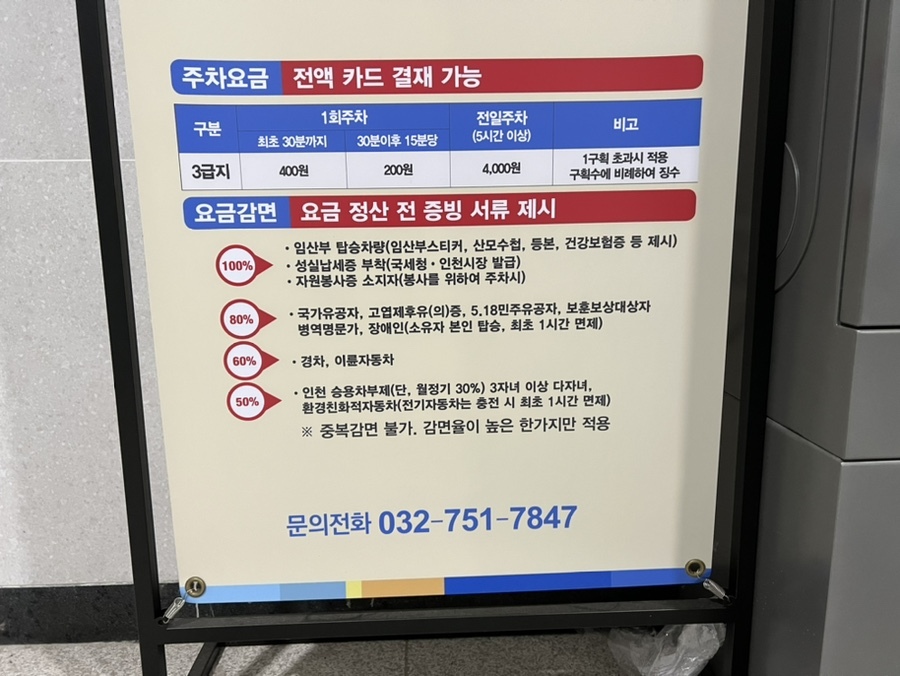 주차요금 전액 카드 결재 가능
구분 1회주차 전일주차 (5시간 이상) 비고
최초 30분까지 30분이후 15분당
3급지 400원 200원 4,000원 1구획 초과시 적용
구획수에 비례하여 징수
요금감면 요금 정산 전 증빙 서류 제시
100%
· 임산부 탑승차량(임산부스티커, 산모수첩, 등본, 건강보험증 등 제시)
· 성실납세증 부착(국세청 · 인천시장 발급)
· 자원봉사증 소지자(봉사를 위하여 주차시)
80%
· 국가유공자, 고엽제후유(의)증, 5.18민주유공자, 보훈보상대상자
병역명문가, 장애인(소유자 본인 탑승, 최초 1시간 면제)
60%
· 경차, 이륜자동차
50%
· 인천 승용차부제(단, 월정기 30%) 3자녀 이상 다자녀,
환경친화적자동차(전기자동차는 충전 시 최초 1시간 면제)
※ 중복감면 불가. 감면율이 높은 한가지만 적용
문의전화 032-751-7847